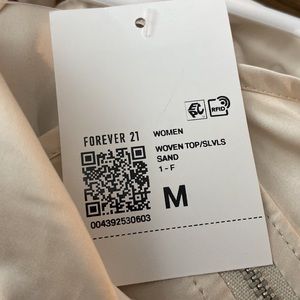 RFID
FOREVER 21
WOMEN
WOVEN TOP/SLVLS
SAND
1 - F
M
004392530603